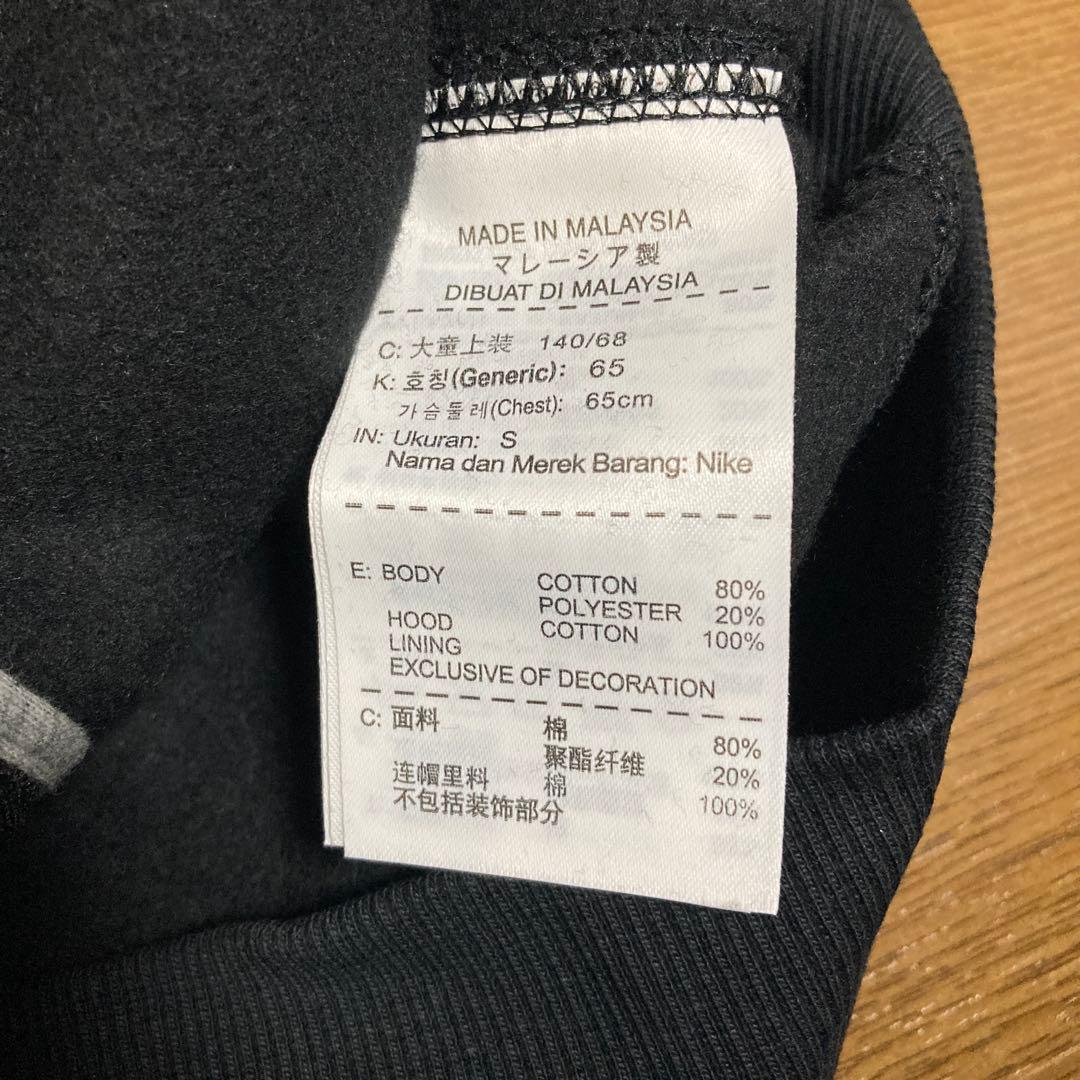 MADE IN MALAYSIA
マレーシア製
DIBUAT DI MALAYSIA
C: 大童上装 140/68
K: 호칭(Generic): 65
가슴둘레(Chest): 65cm
IN: Ukuran: S
Nama dan Merek Barang: Nike
E: BODY COTTON 80%
POLYESTER 20%
HOOD COTTON 100%
LINING
EXCLUSIVE OF DECORATION
C: 面料 棉 80%
聚酯纤维 20%
连帽里料 棉 100%
不包括装饰部分